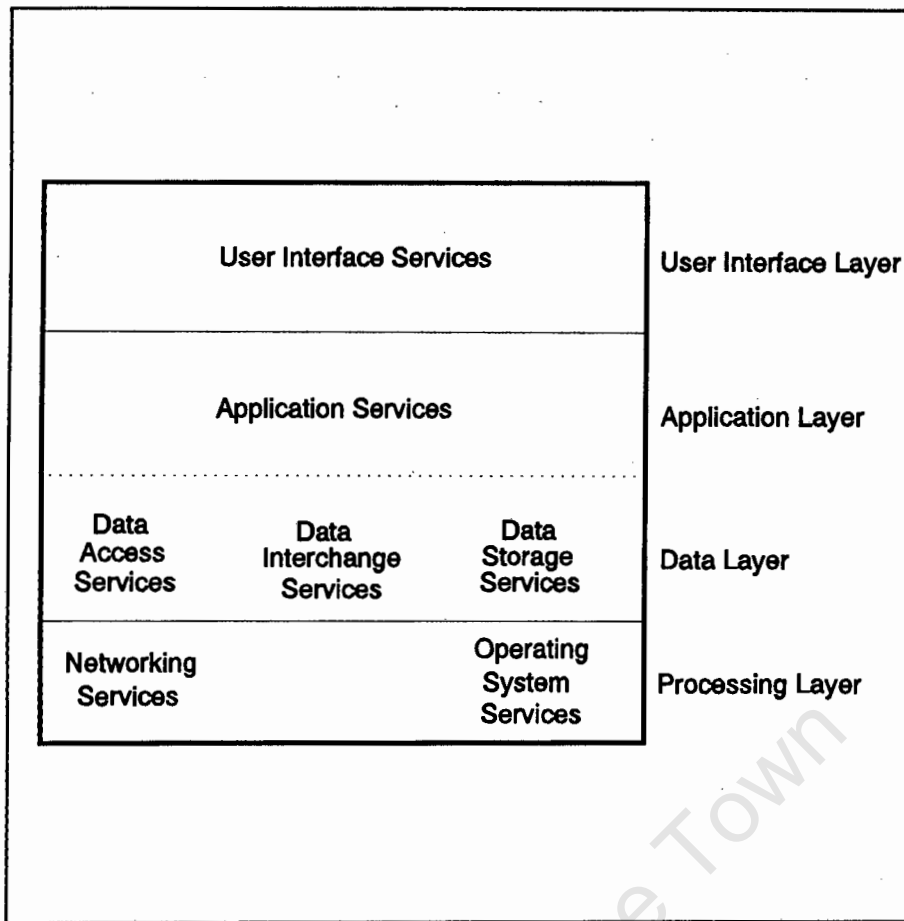 User Interface Services
User Interface Layer
Application Services
Application Layer
Data
Access
Services
Data
Interchange
Services
Data
Storage
Services
Data Layer
Networking
Services
Operating
System
Services
Processing Layer
Town